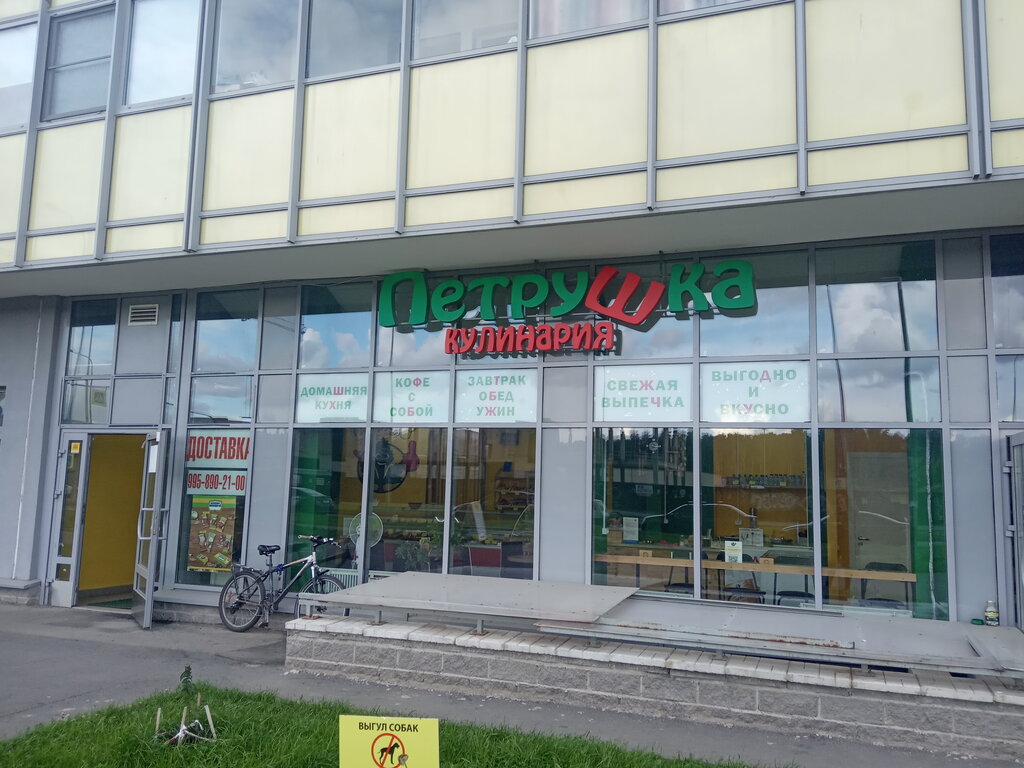 ПетруШка
кулинария
ДОМАШНЯЯ
КУХНЯ
КОФЕ
С
СОБОЙ
ЗАВТРАК
ОБЕД
УЖИН
СВЕЖАЯ
ВЫПЕЧКА
ВЫГОДНО
И
ВКУСНО
ДОСТАВКА
995-890-21-00
ВЫГУЛ СОБАК